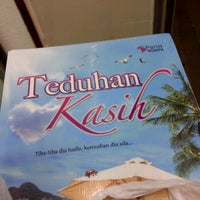 Teduhan
Kasih
Tiba-tiba dia hadir, kemudian dia ada...